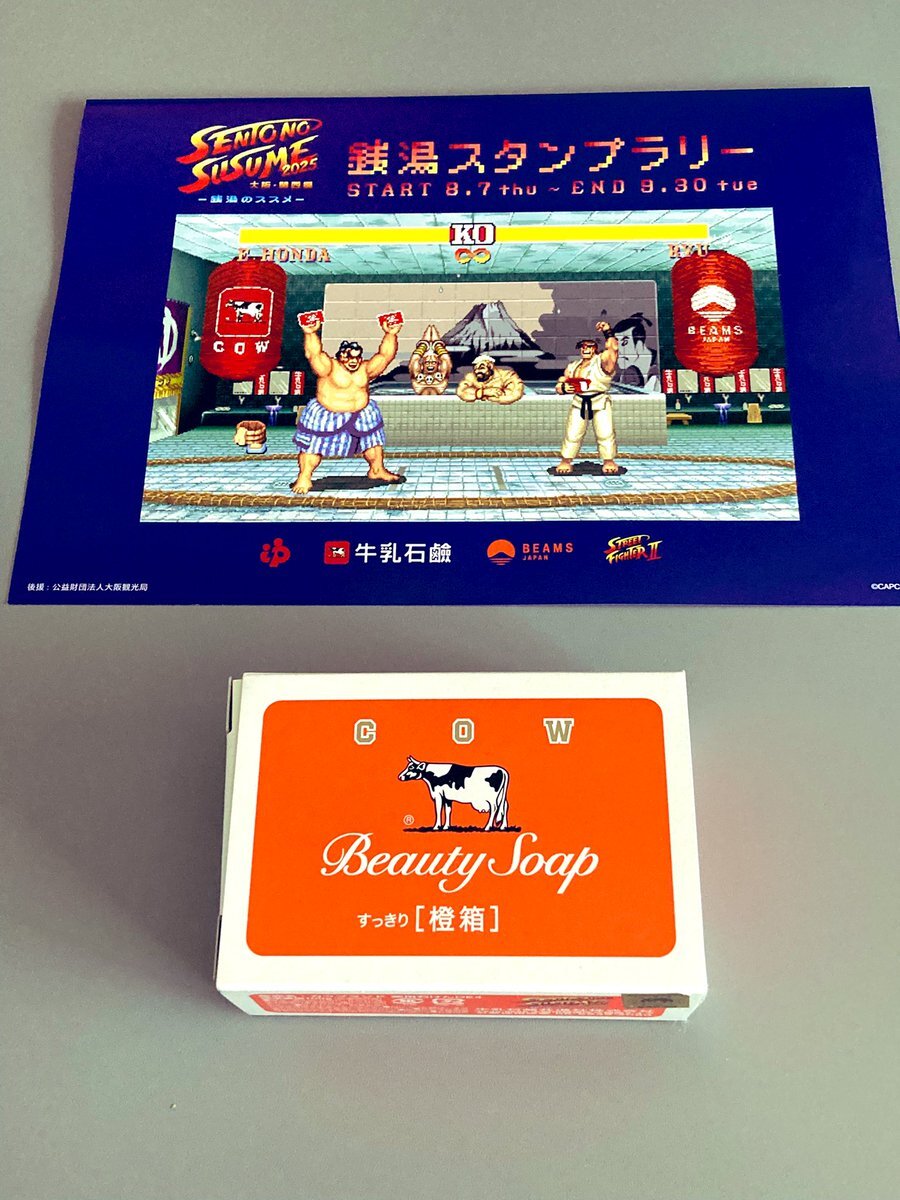 SENTO NO
SUSUME
2025
大阪・関西編
ー銭湯のススメー
銭湯スタンプラリー
START 8.7 thu ~ END 9.30 tue
KO
E HONDA
RYU
COW
BEAMS
JAPAN
ip
牛乳石鹼
BEAMS
JAPAN
STREET
FIGHTER II
後援：公益財団法人大阪観光局
©CAPC
COW
®
Beauty Soap
すっきり [橙箱]